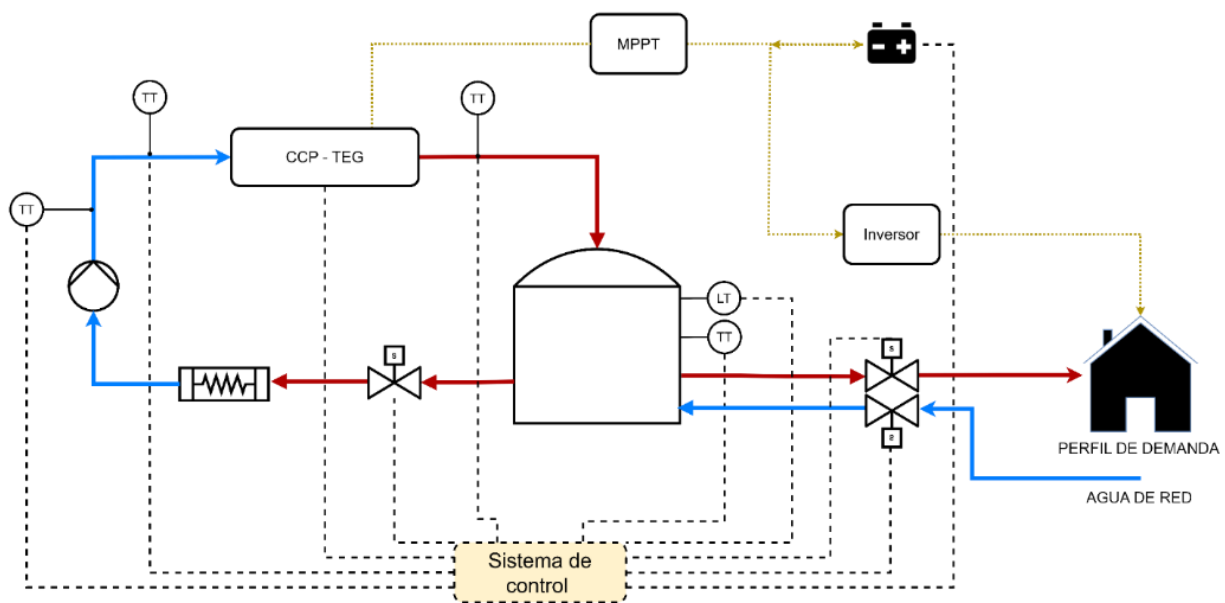 MPPT
TT
TT
CCP - TEG
TT
Inversor
LT
TT
S
S
S
PERFIL DE DEMANDA
AGUA DE RED
Sistema de
control